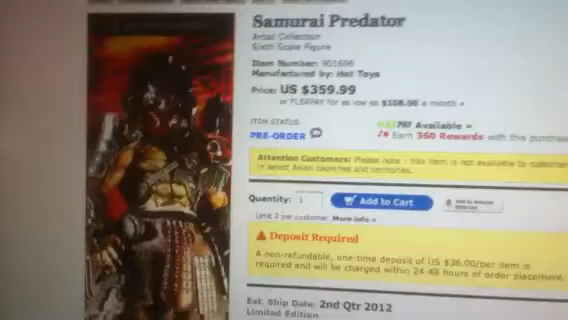 Samurai Predator
Artist Collection
Sixth Scale Figure
Item Number: 901696
Manufactured by: Hot Toys
Price: US $359.99
or FLEXPAY for as low as $108.00 a month »
ITEM STATUS:
PRE-ORDER
PAY Available »
Earn 360 Rewards with this purchase
Attention Customers: Please note - this item is not available to
in select Asian countries and territories.
Quantity: 1
Add to Cart
Limit 2 per customer. More info »
Deposit Required
A non-refundable, one-time deposit of US $36.00/per item is
required and will be charged within 24-48 hours of order placement.
Est. Ship Date: 2nd Qtr 2012
Limited Edition